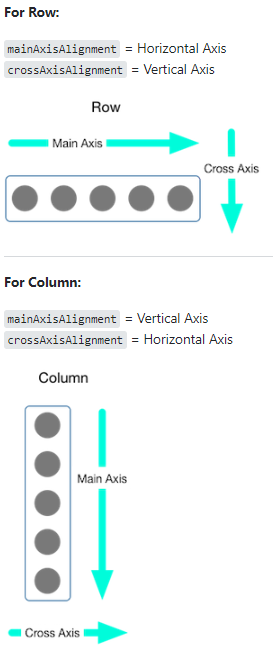 For Row:
mainAxisAlignment = Horizontal Axis
crossAxisAlignment = Vertical Axis
Row
Main Axis
Cross Axis
For Column:
mainAxisAlignment = Vertical Axis
crossAxisAlignment = Horizontal Axis
Column
Main Axis
Cross Axis